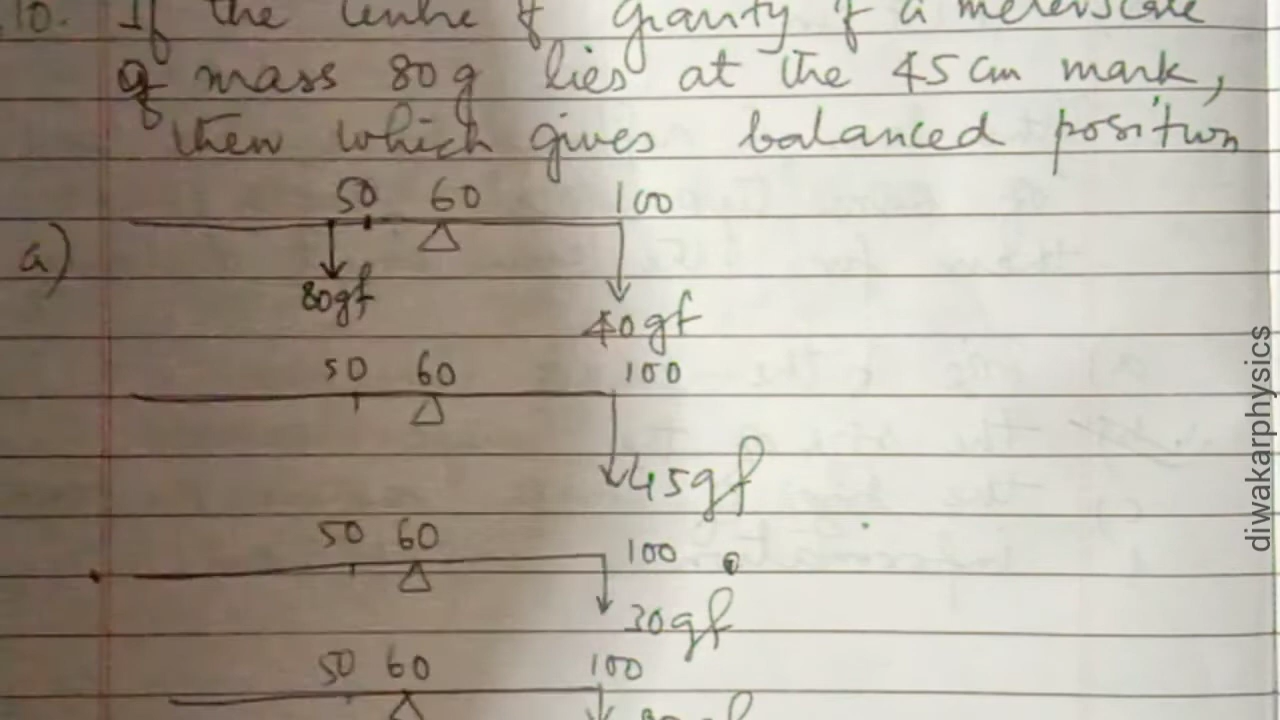 10. If the Centre of gravity of a meterscale
of mass 80g lies at the 45cm mark,
then which gives balanced position
50 60 100
a)
80gf
40gf
50 60 100
45gf
50 60 100
30gf
50 60 100
diwakarphysics